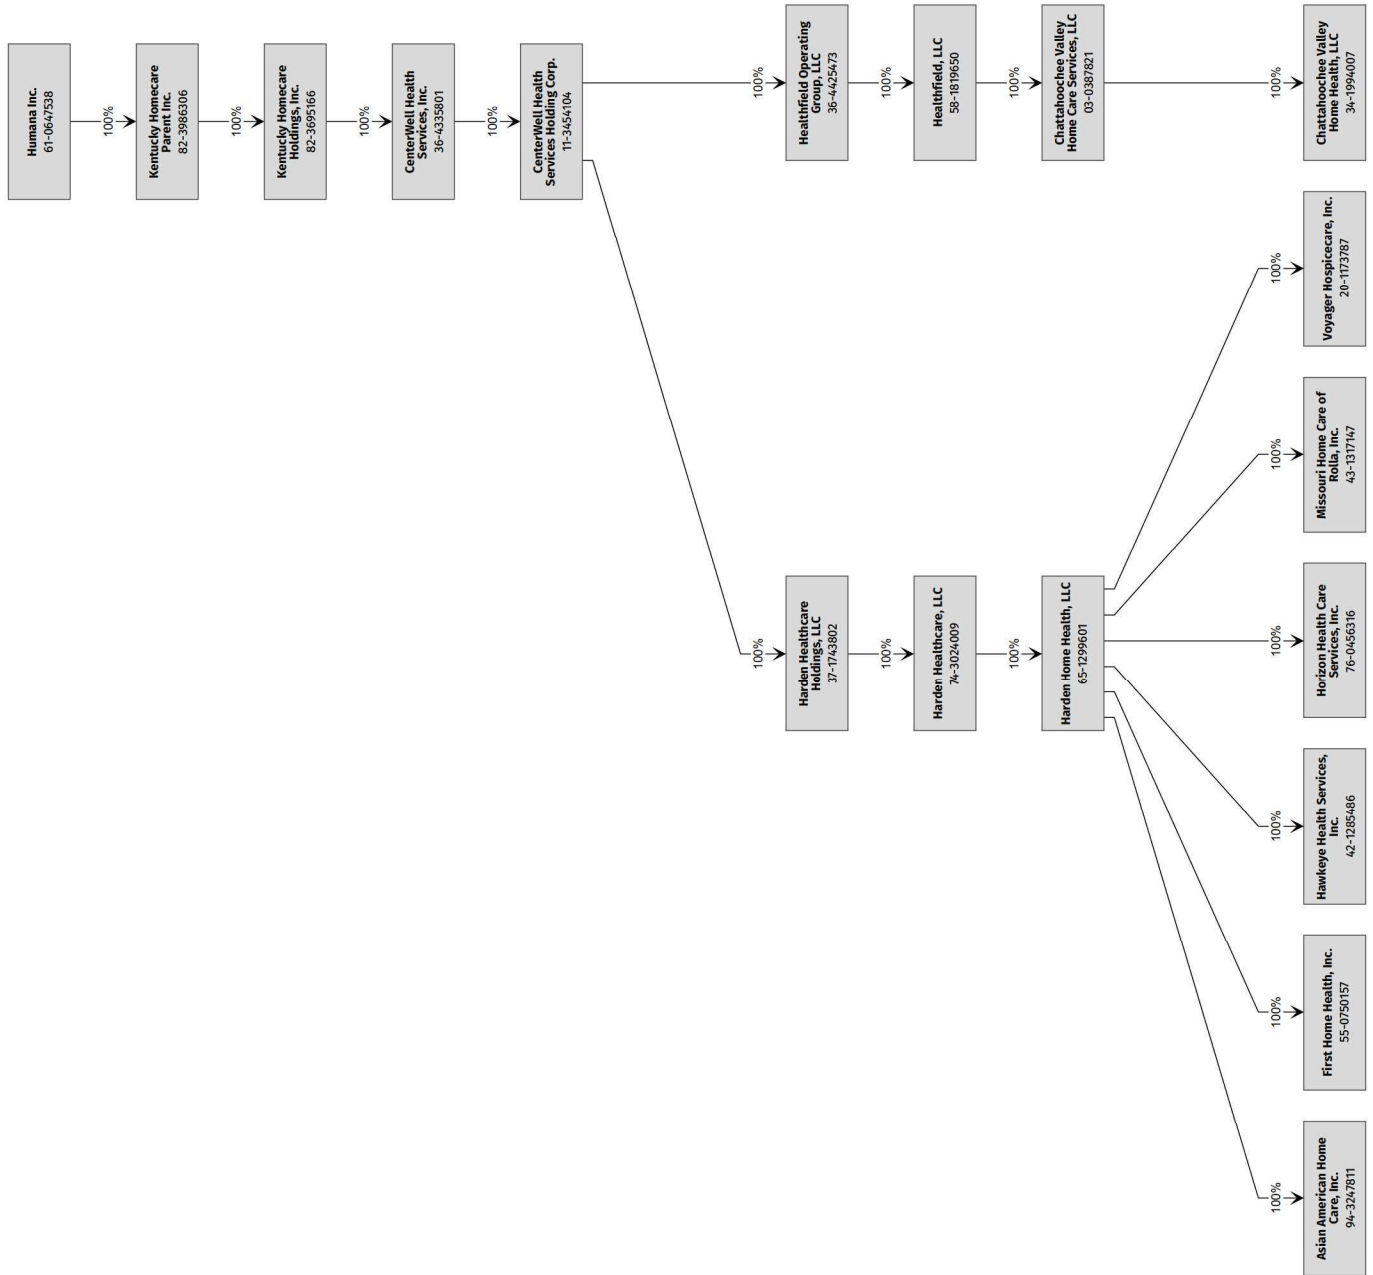 Humana Inc.
61-0647538
100%
Kentucky Homecare
Parent Inc.
82-3986306
100%
Kentucky Homecare
Holdings, Inc.
82-3695166
100%
CenterWell Health
Services, Inc.
36-4335801
100%
CenterWell Health
Services Holding Corp.
11-3454104
100%
100%
Harden Healthcare
Holdings, LLC
37-1743802
Healthfield Operating
Group, LLC
36-4425473
100%
100%
Harden Healthcare, LLC
74-3024009
Healthfield, LLC
58-1819650
100%
100%
Harden Home Health, LLC
65-1299601
Chattahoochee Valley
Home Care Services, LLC
03-0387821
100%
100%
100%
100%
100%
100%
100%
Asian American Home
Care, Inc.
94-3247811
First Home Health, Inc.
55-0750157
Hawkeye Health Services,
Inc.
42-1285486
Horizon Health Care
Services, Inc.
76-0456316
Missouri Home Care of
Rolla, Inc.
43-1317147
Voyager Hospicecare, Inc.
20-1173787
Chattahoochee Valley
Home Health, LLC
34-1994007